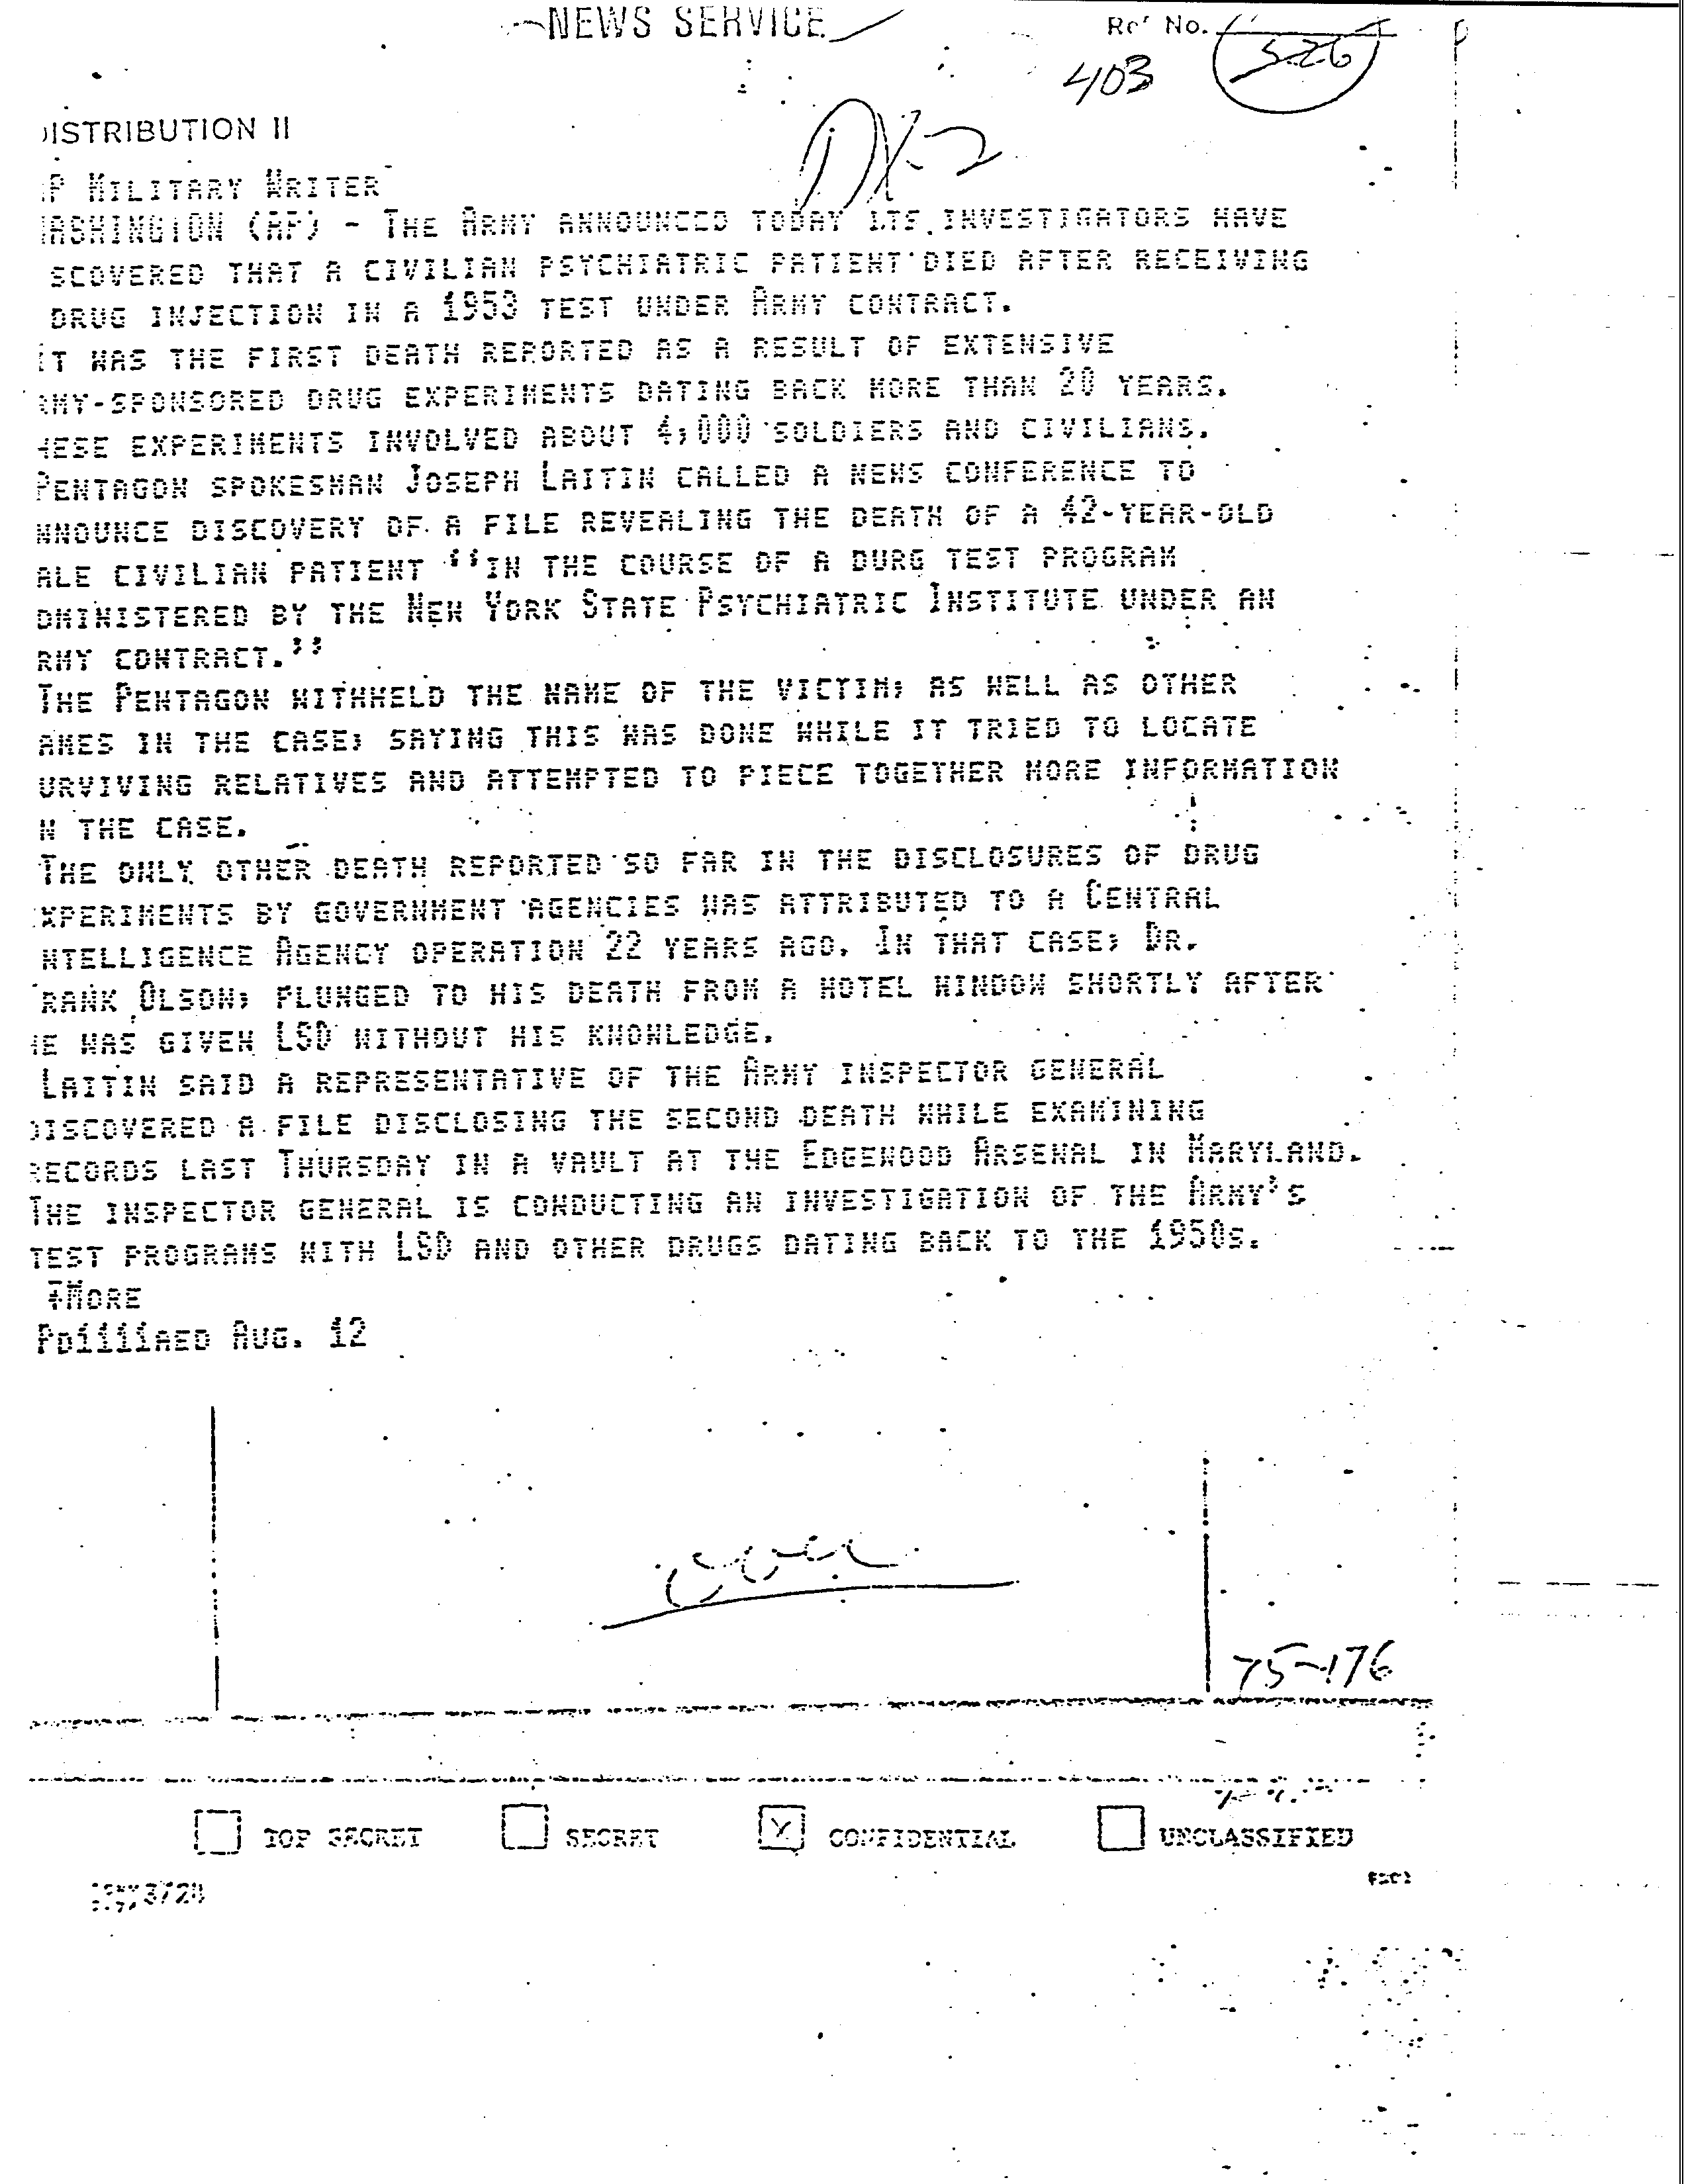 NEWS SERVICE
Ref No.
403 5-26
DISTRIBUTION II
DX-2
P MILITARY WRITER
WASHINGTON (AP) - THE ARMY ANNOUNCED TODAY ITS INVESTIGATORS HAVE
SCOVERED THAT A CIVILIAN PSYCHIATRIC PATIENT DIED AFTER RECEIVING
DRUG INJECTION IN A 1953 TEST UNDER ARMY CONTRACT.
IT WAS THE FIRST DEATH REPORTED AS A RESULT OF EXTENSIVE
RMY-SPONSORED DRUG EXPERIMENTS DATING BACK MORE THAN 20 YEARS.
HESE EXPERIMENTS INVOLVED ABOUT 4,000 SOLDIERS AND CIVILIANS.
PENTAGON SPOKESMAN JOSEPH LAITIN CALLED A NEWS CONFERENCE TO
NNOUNCE DISCOVERY OF A FILE REVEALING THE DEATH OF A 42-YEAR-OLD
ALE CIVILIAN PATIENT ‘‘IN THE COURSE OF A DURG TEST PROGRAM
DMINISTERED BY THE NEW YORK STATE PSYCHIATRIC INSTITUTE UNDER AN
RMY CONTRACT.’’
THE PENTAGON WITHHELD THE NAME OF THE VICTIM, AS WELL AS OTHER
AMES IN THE CASE, SAYING THIS WAS DONE WHILE IT TRIED TO LOCATE
URVIVING RELATIVES AND ATTEMPTED TO PIECE TOGETHER MORE INFORMATION
N THE CASE.
THE ONLY OTHER DEATH REPORTED SO FAR IN THE DISCLOSURES OF DRUG
XPERIMENTS BY GOVERNMENT AGENCIES WAS ATTRIBUTED TO A CENTRAL
NTELLIGENCE AGENCY OPERATION 22 YEARS AGO. IN THAT CASE, DR.
RANK OLSON, PLUNGED TO HIS DEATH FROM A HOTEL WINDOW SHORTLY AFTER
HE WAS GIVEN LSD WITHOUT HIS KNOWLEDGE.
LAITIN SAID A REPRESENTATIVE OF THE ARMY INSPECTOR GENERAL
DISCOVERED A FILE DISCLOSING THE SECOND DEATH WHILE EXAMINING
RECORDS LAST THURSDAY IN A VAULT AT THE EDGEWOOD ARSENAL IN MARYLAND.
THE INSPECTOR GENERAL IS CONDUCTING AN INVESTIGATION OF THE ARMY'S
TEST PROGRAMS WITH LSD AND OTHER DRUGS DATING BACK TO THE 1950S.
MORE
PD1111AED AUG. 12
over
75-176
TOP SECRET SECRET X CONFIDENTIAL UNCLASSIFIED